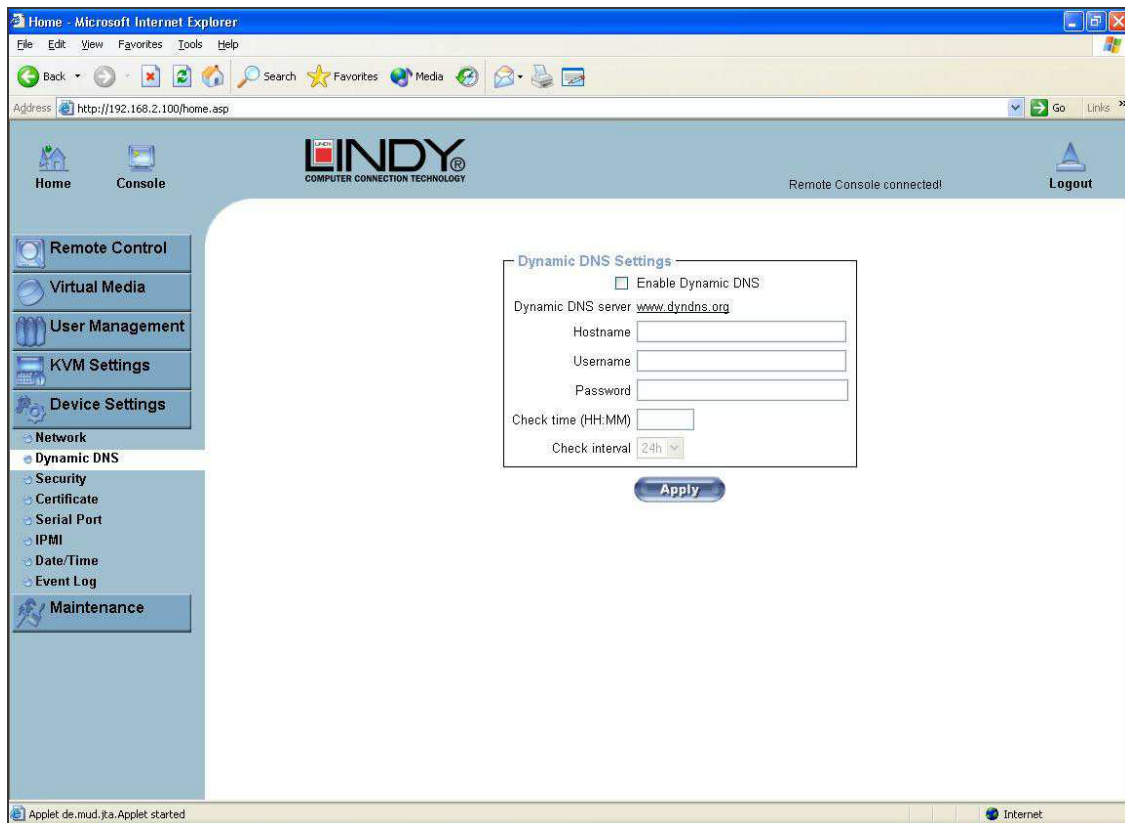 Home - Microsoft Internet Explorer
File Edit View Favorites Tools Help
Back Search Favorites Media
Address http://192.168.2.100/home.asp Go Links »
Home Console
LINDY®
COMPUTER CONNECTION TECHNOLOGY
Remote Console connected!
Logout
Remote Control
Virtual Media
User Management
KVM Settings
Device Settings
Network
Dynamic DNS
Security
Certificate
Serial Port
IPMI
Date/Time
Event Log
Maintenance
Dynamic DNS Settings
Enable Dynamic DNS
Dynamic DNS server www.dyndns.org
Hostname
Username
Password
Check time (HH:MM)
Check interval 24h
Apply
Applet de.mud.jta.Applet started
Internet